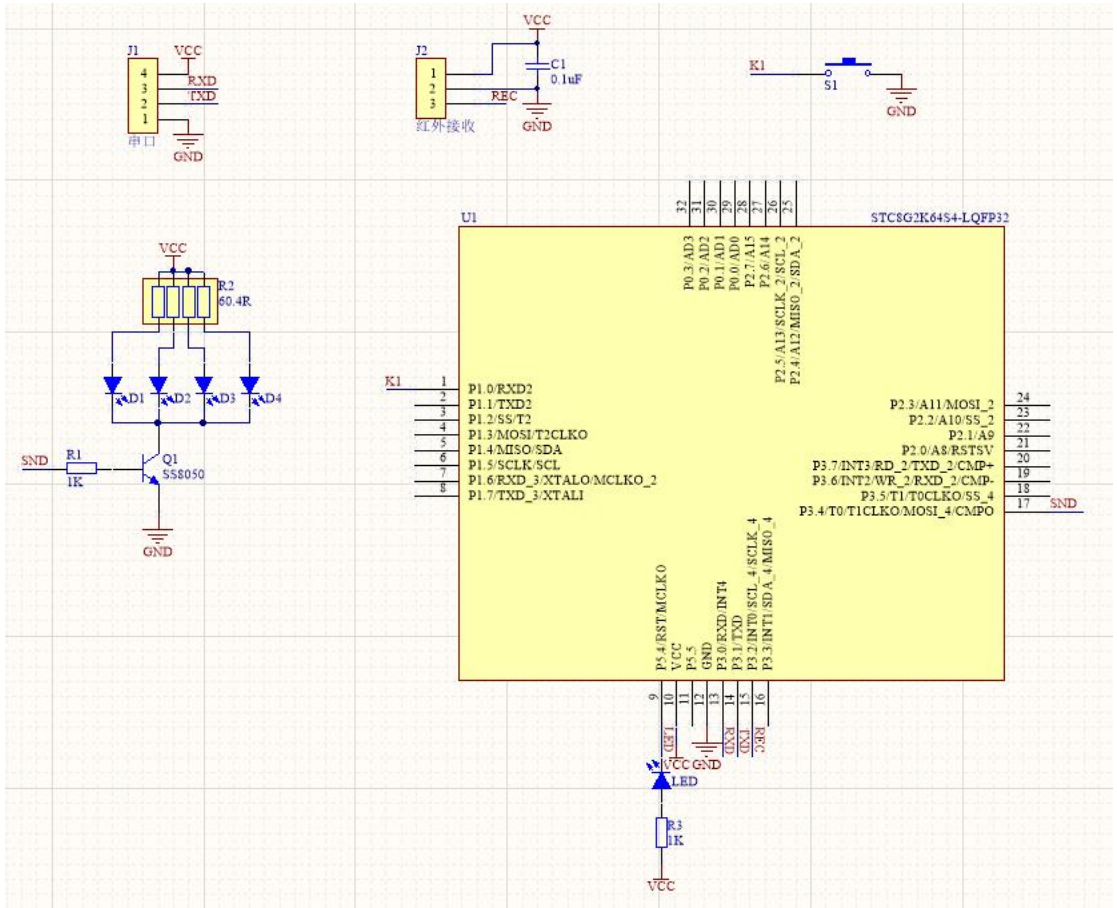 J1
VCC
4
3
RXD
2
TXD
1
串口
GND
J2
VCC
1
2
3
REC
C1
0.1uF
红外接收
GND
K1
S1
GND
VCC
R2
60.4R
D1
D2
D3
D4
SND
R1
1K
Q1
SS8050
GND
U1
STC8G2K64S4-LQFP32
32
31
30
29
28
27
26
25
P0.3/AD3
P0.2/AD2
P0.1/AD1
P0.0/AD0
P2.7/A15
P2.6/A14
P2.5/A13/SCLK_2/SCL_2
P2.4/A12/MISO_2/SDA_2
K1
1
P1.0/RXD2
2
P1.1/TXD2
3
P1.2/SS/T2
4
P1.3/MOSI/T2CLKO
5
P1.4/MISO/SDA
6
P1.5/SCLK/SCL
7
P1.6/RXD_3/XTALO/MCLKO_2
8
P1.7/TXD_3/XTALI
P2.3/A11/MOSI_2
24
P2.2/A10/SS_2
23
P2.1/A9
22
P2.0/A8/RSTSV
21
P3.7/INT3/RD_2/TXD_2/CMP+
20
P3.6/INT2/WR_2/RXD_2/CMP-
19
P3.5/T1/T0CLKO/SS_4
18
P3.4/T0/T1CLKO/MOSI_4/CMPO
17
SND
P5.4/RST/MCLKO
VCC
P5.5
GND
P3.0/RXD/INT4
P3.1/TXD
P3.2/INT0/SCL_4/SCLK_4
P3.3/INT1/SDA_4/MISO_4
9
10
11
12
13
14
15
16
LED
RXD
TXD
REC
VCC
GND
LED
R3
1K
VCC